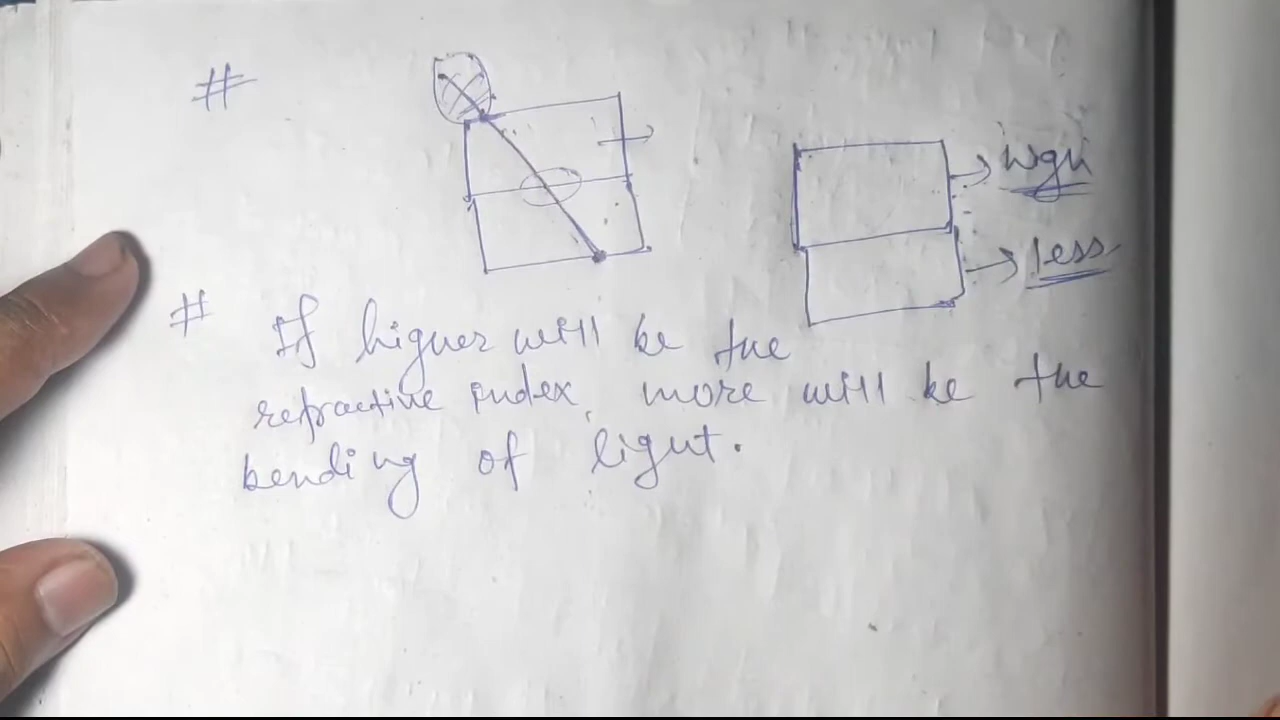 #
high
less
# If higher will be the
refractive index, more will be the
bending of light.